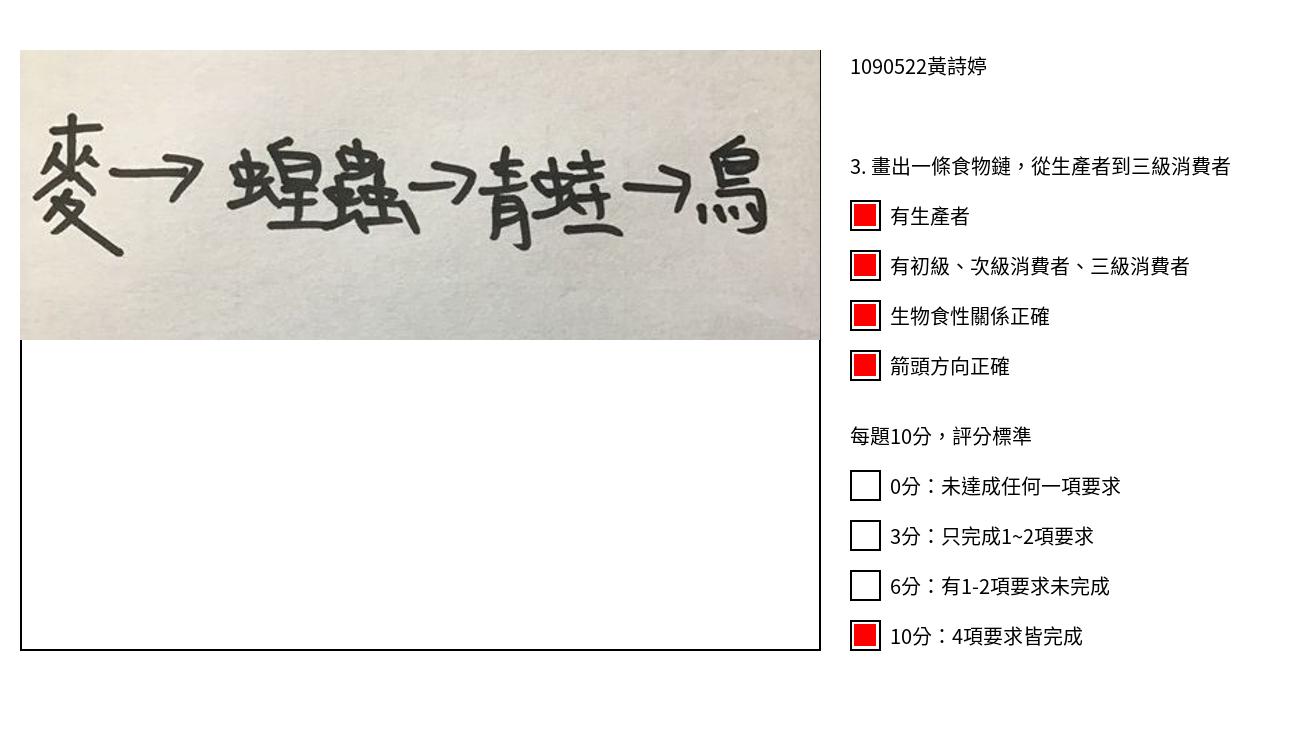 麥→蝗蟲→青蛙→鳥
1090522黃詩婷
3. 畫出一條食物鏈，從生產者到三級消費者
有生產者
有初級、次級消費者、三級消費者
生物食性關係正確
箭頭方向正確
每題10分，評分標準
0分：未達成任何一項要求
3分：只完成1~2項要求
6分：有1-2項要求未完成
10分：4項要求皆完成